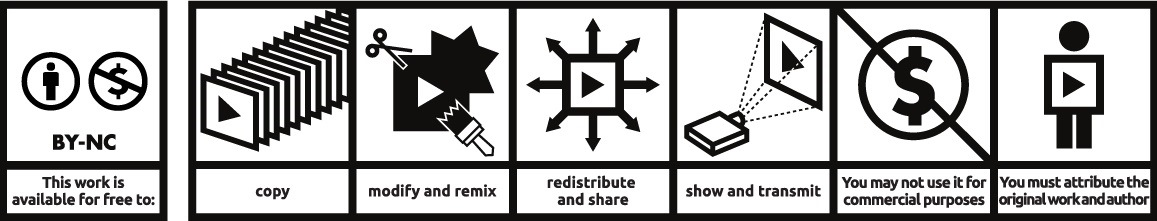 BY-NC
This work is
available for free to:
copy
modify and remix
redistribute
and share
show and transmit
You may not use it for
commercial purposes
You must attribute the
original work and author